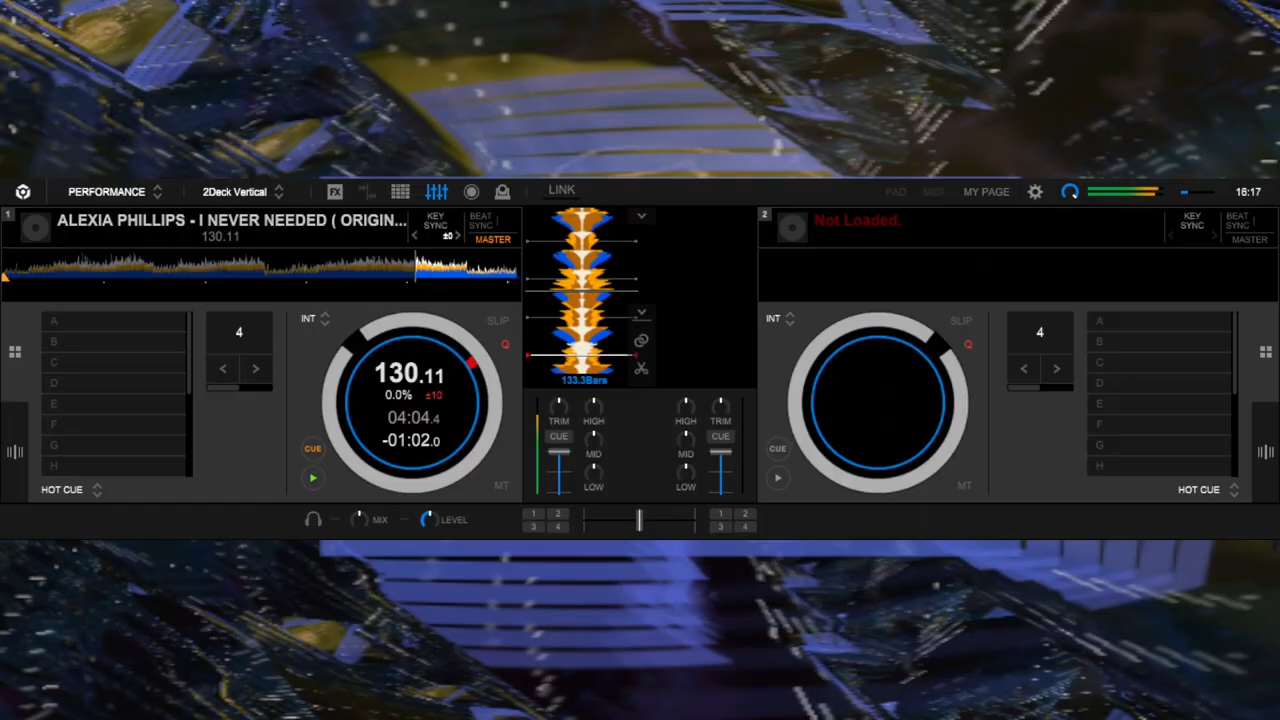 PERFORMANCE 2Deck Vertical FX LINK PAD MIDI MY PAGE 16:17
1 ALEXIA PHILLIPS - I NEVER NEEDED ( ORIGIN...
130.11
KEY SYNC ±0
BEAT SYNC
MASTER
2 Not Loaded.
KEY SYNC
BEAT SYNC
MASTER
A
B
C
D
E
F
G
H
HOT CUE
4
INT
SLIP
Q
130.11
0.0% ±10
04:04.4
-01:02.0
CUE
MT
133.3Bars
TRIM HIGH HIGH TRIM
CUE CUE
MID MID
LOW LOW
INT
SLIP
Q
CUE
MT
4
A
B
C
D
E
F
G
H
HOT CUE
MIX LEVEL
1 2
3 4
1 2
3 4